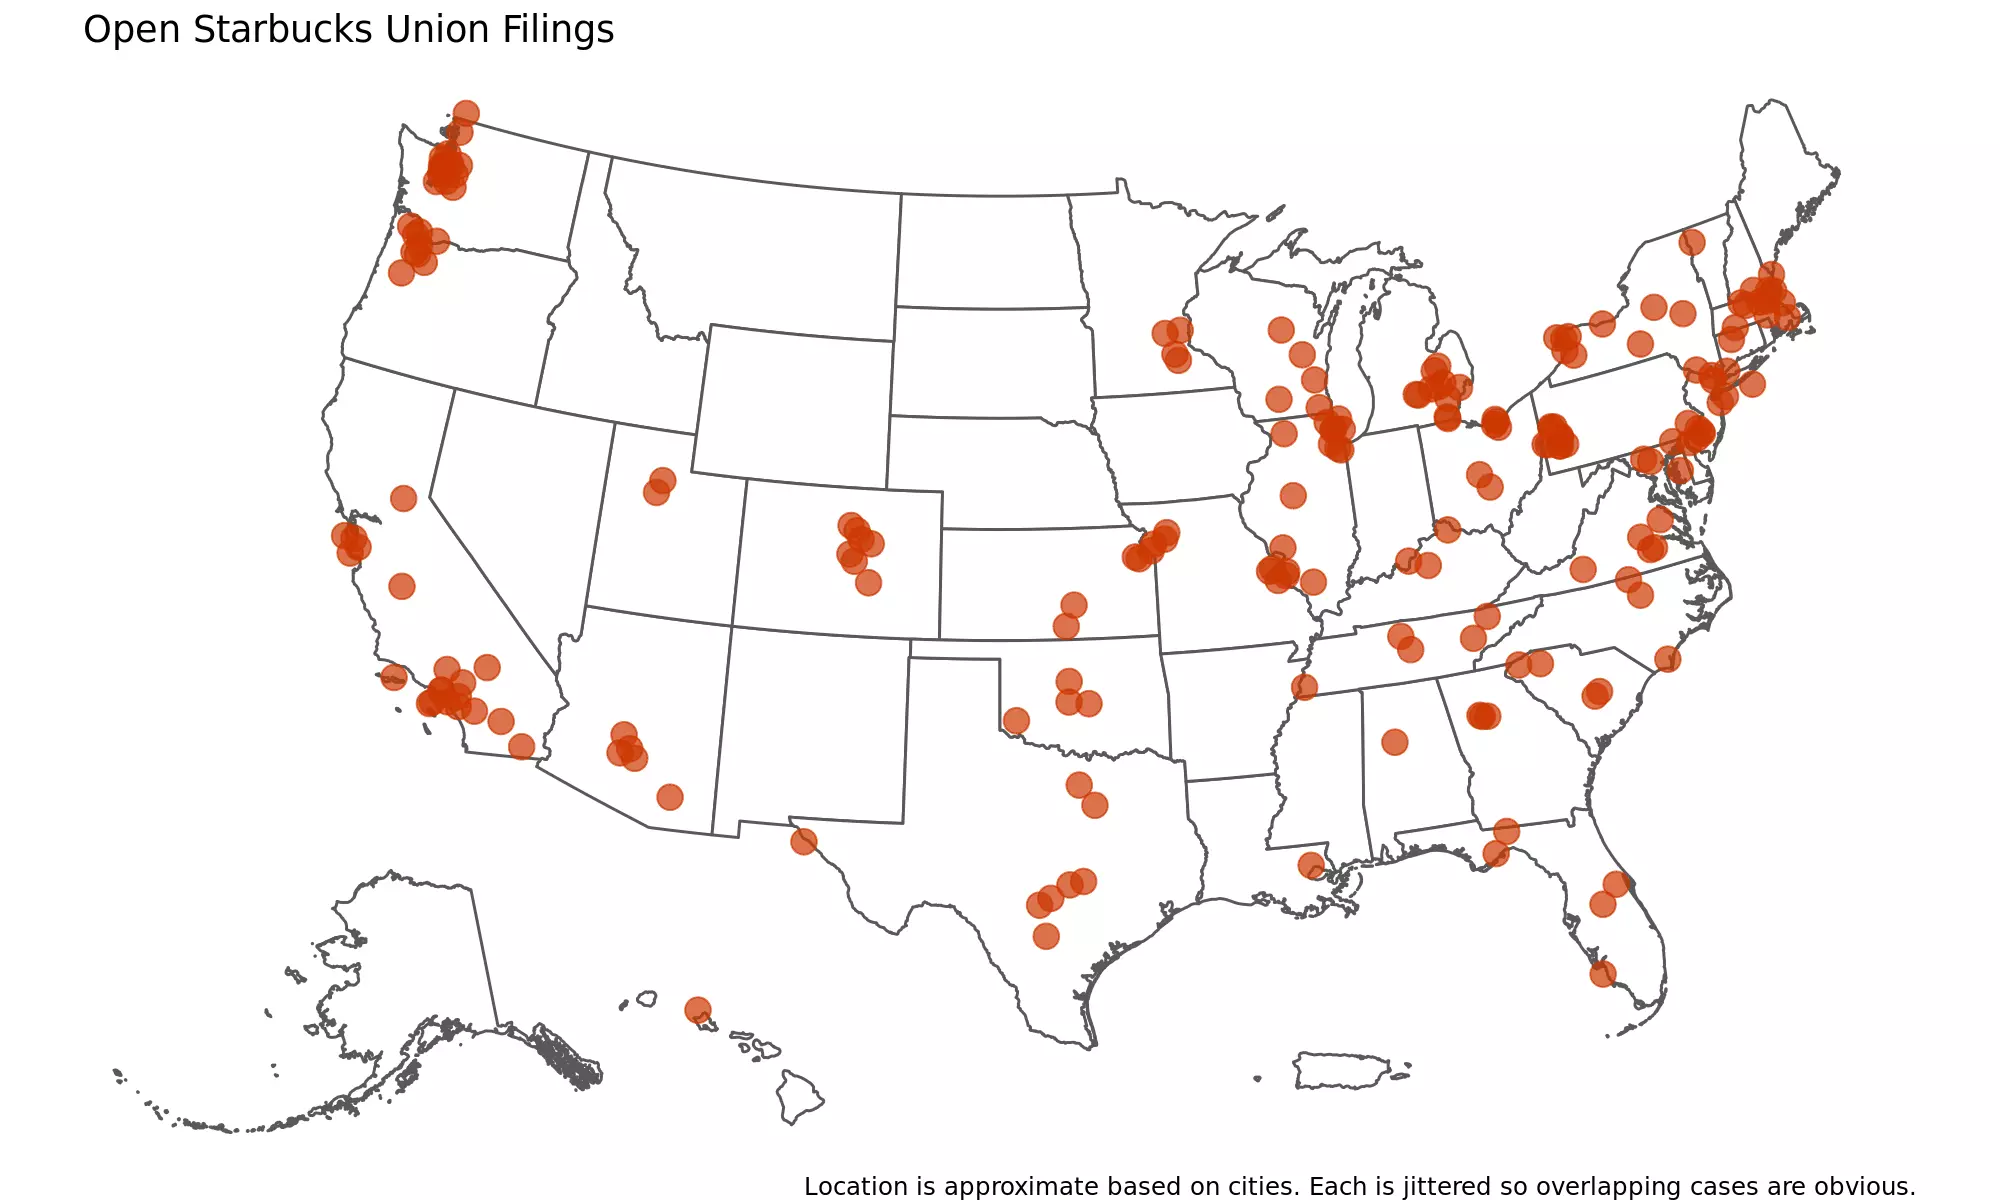 Open Starbucks Union Filings
Location is approximate based on cities. Each is jittered so overlapping cases are obvious.